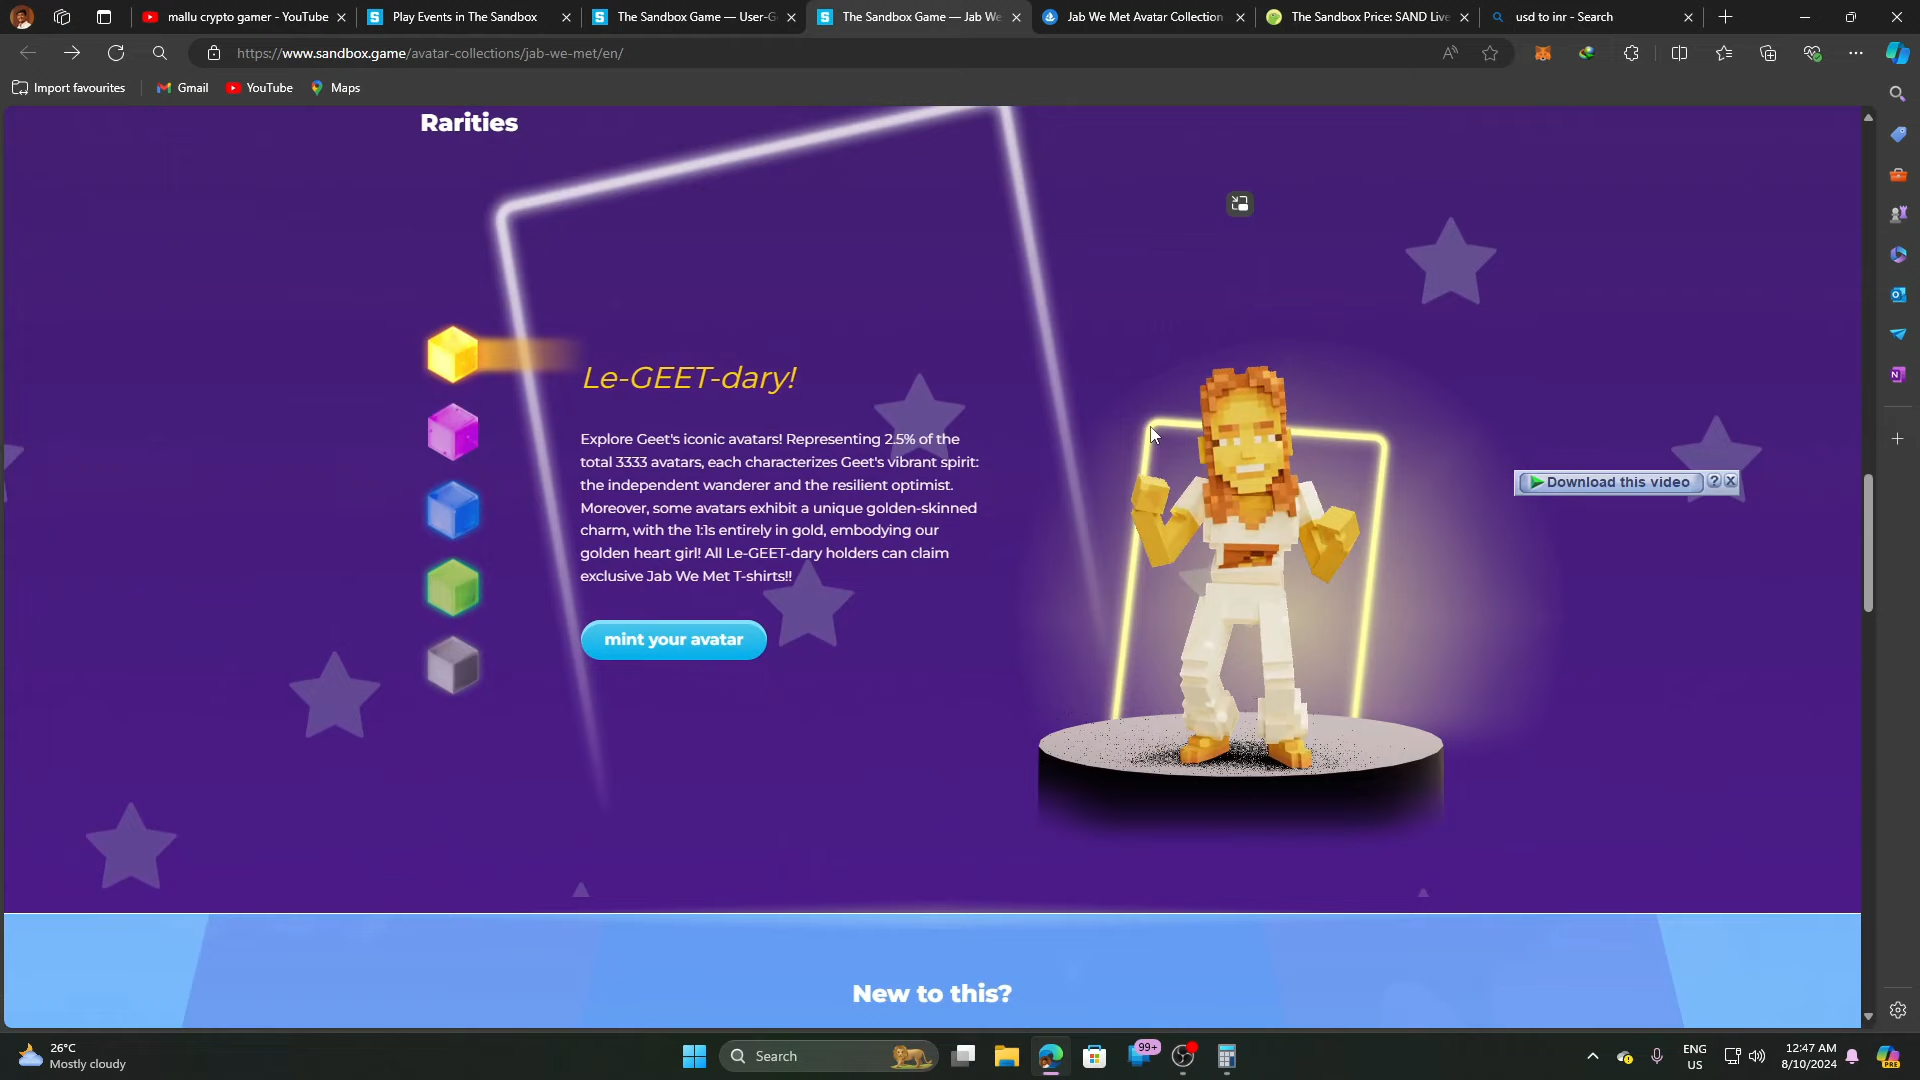 mallu crypto gamer - YouTube
Play Events in The Sandbox
The Sandbox Game — User-G
The Sandbox Game — Jab We
Jab We Met Avatar Collection
The Sandbox Price: SAND Live
usd to inr - Search
https://www.sandbox.game/avatar-collections/jab-we-met/en/
Import favourites
Gmail
YouTube
Maps
Rarities
Le-GEET-dary!
Explore Geet's iconic avatars! Representing 2.5% of the
total 3333 avatars, each characterizes Geet's vibrant spirit:
the independent wanderer and the resilient optimist.
Moreover, some avatars exhibit a unique golden-skinned
charm, with the 1:1s entirely in gold, embodying our
golden heart girl! All Le-GEET-dary holders can claim
exclusive Jab We Met T-shirts!!
mint your avatar
Download this video
New to this?
26°C
Mostly cloudy
Search
99+
ENG
US
12:47 AM
8/10/2024